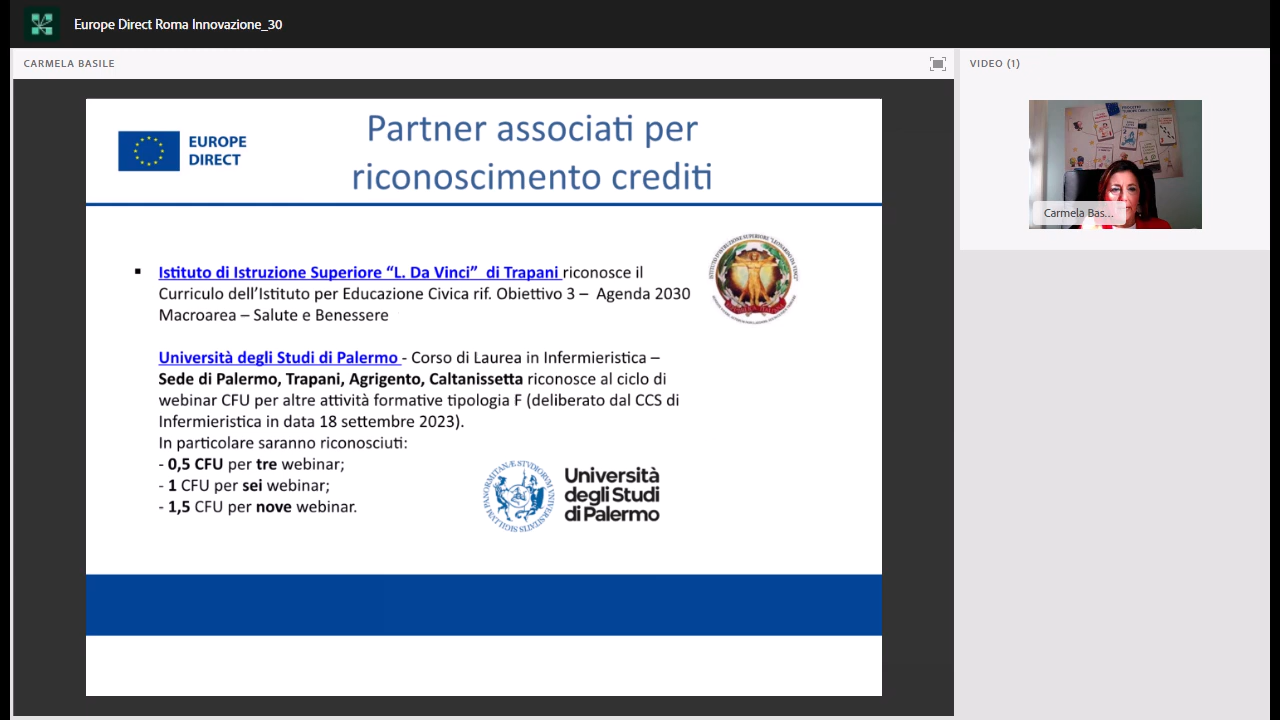 Europe Direct Roma Innovazione_30
CARMELA BASILE
VIDEO (1)
EUROPE
DIRECT
Partner associati per
riconoscimento crediti
▪ Istituto di Istruzione Superiore “L. Da Vinci” di Trapani riconosce il
Curriculo dell’Istituto per Educazione Civica rif. Obiettivo 3 – Agenda 2030
Macroarea – Salute e Benessere
Università degli Studi di Palermo - Corso di Laurea in Infermieristica –
Sede di Palermo, Trapani, Agrigento, Caltanissetta riconosce al ciclo di
webinar CFU per altre attività formative tipologia F (deliberato dal CCS di
Infermieristica in data 18 settembre 2023).
In particolare saranno riconosciuti:
- 0,5 CFU per tre webinar;
- 1 CFU per sei webinar;
- 1,5 CFU per nove webinar.
Università
degli Studi
di Palermo
Carmela Bas...